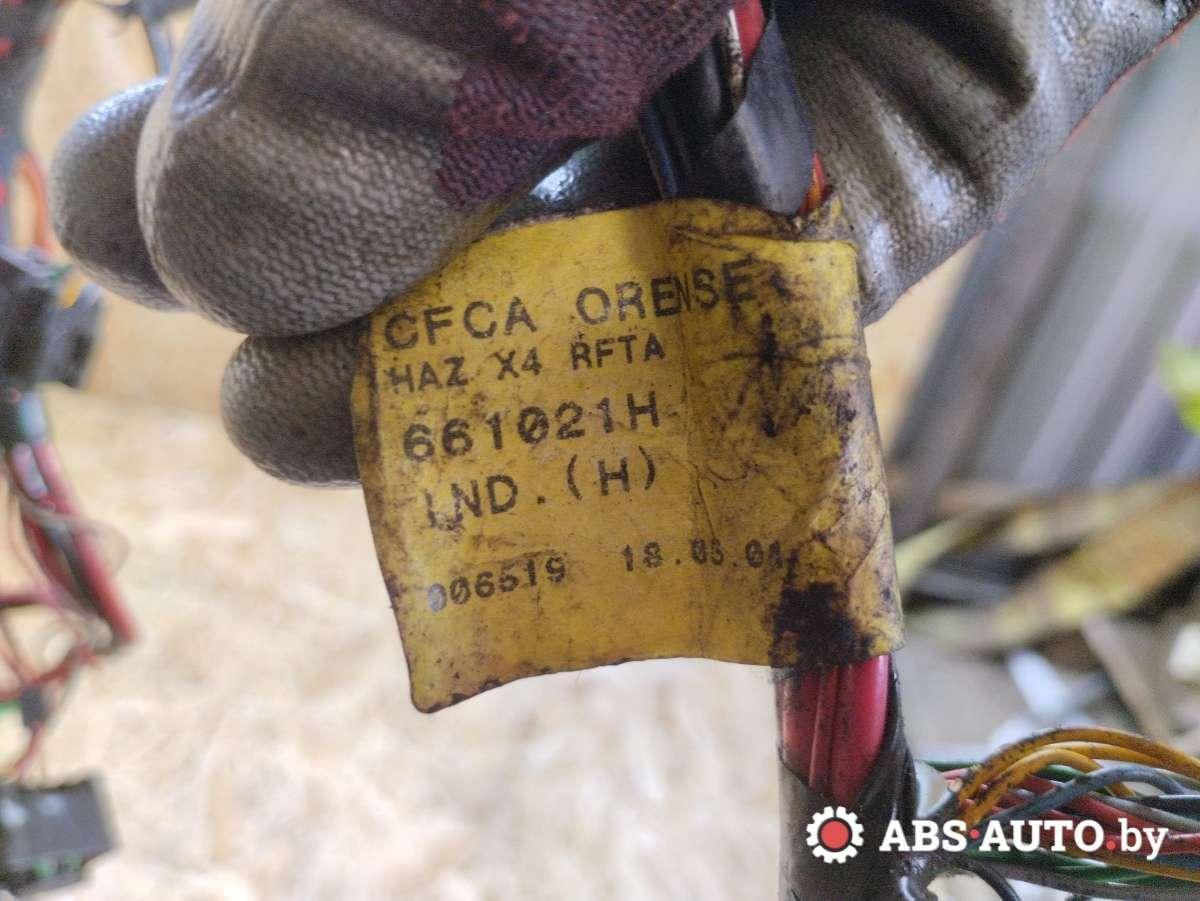 CFCA ORENSE
HAZ X4 RFTA
661021H
IND.(H)
006519 18.05.04
ABS·AUTO.by